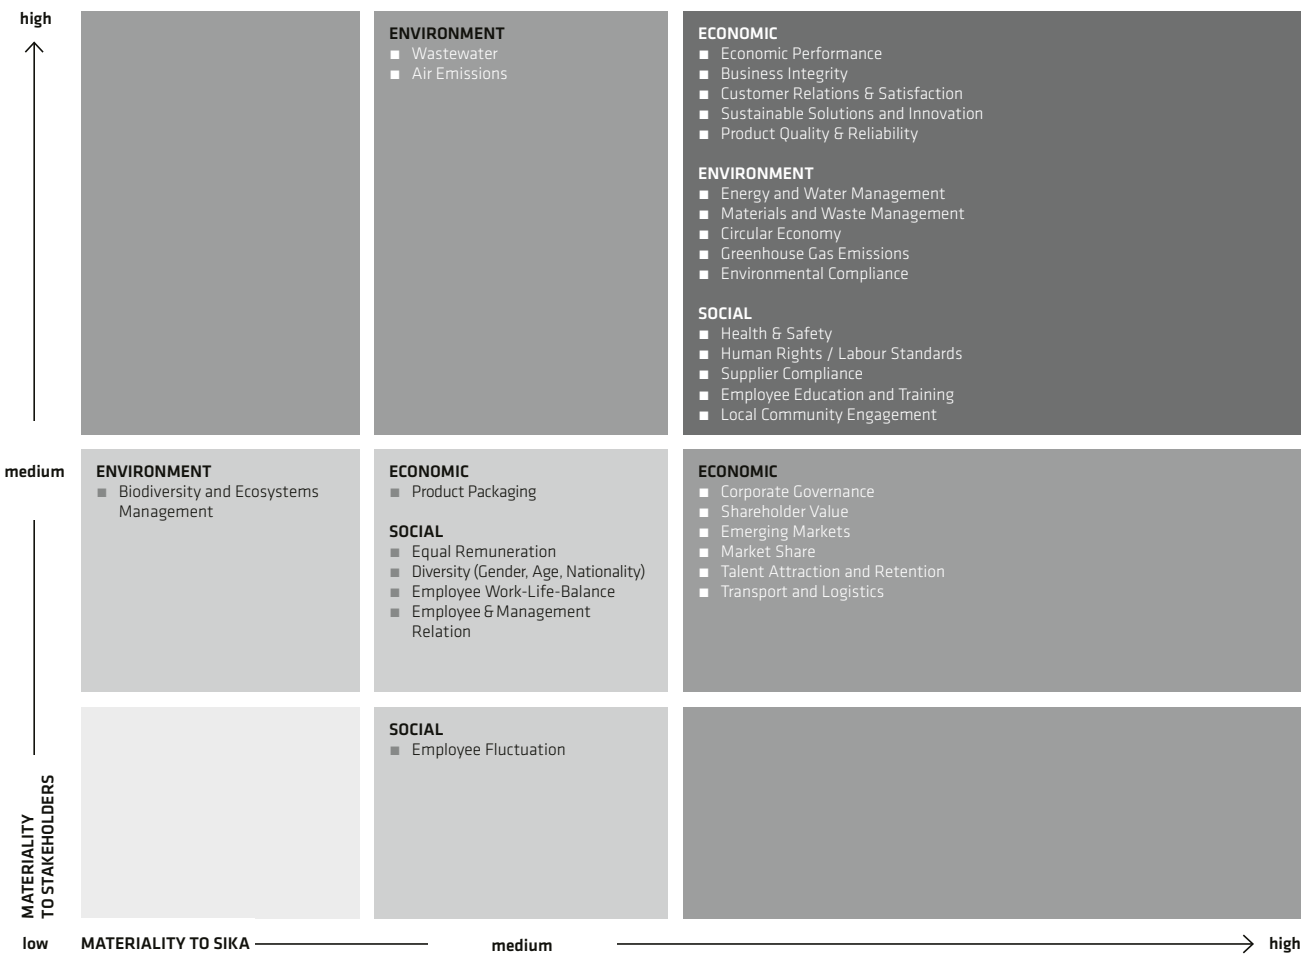 high
ENVIRONMENT
Wastewater
Air Emissions
ECONOMIC
Economic Performance
Business Integrity
Customer Relations & Satisfaction
Sustainable Solutions and Innovation
Product Quality & Reliability
ENVIRONMENT
Energy and Water Management
Materials and Waste Management
Circular Economy
Greenhouse Gas Emissions
Environmental Compliance
SOCIAL
Health & Safety
Human Rights / Labour Standards
Supplier Compliance
Employee Education and Training
Local Community Engagement
medium
ENVIRONMENT
Biodiversity and Ecosystems
Management
ECONOMIC
Product Packaging
SOCIAL
Equal Remuneration
Diversity (Gender, Age, Nationality)
Employee Work-Life-Balance
Employee & Management
Relation
ECONOMIC
Corporate Governance
Shareholder Value
Emerging Markets
Market Share
Talent Attraction and Retention
Transport and Logistics
SOCIAL
Employee Fluctuation
MATERIALITY
TO STAKEHOLDERS
low
MATERIALITY TO SIKA
medium
high